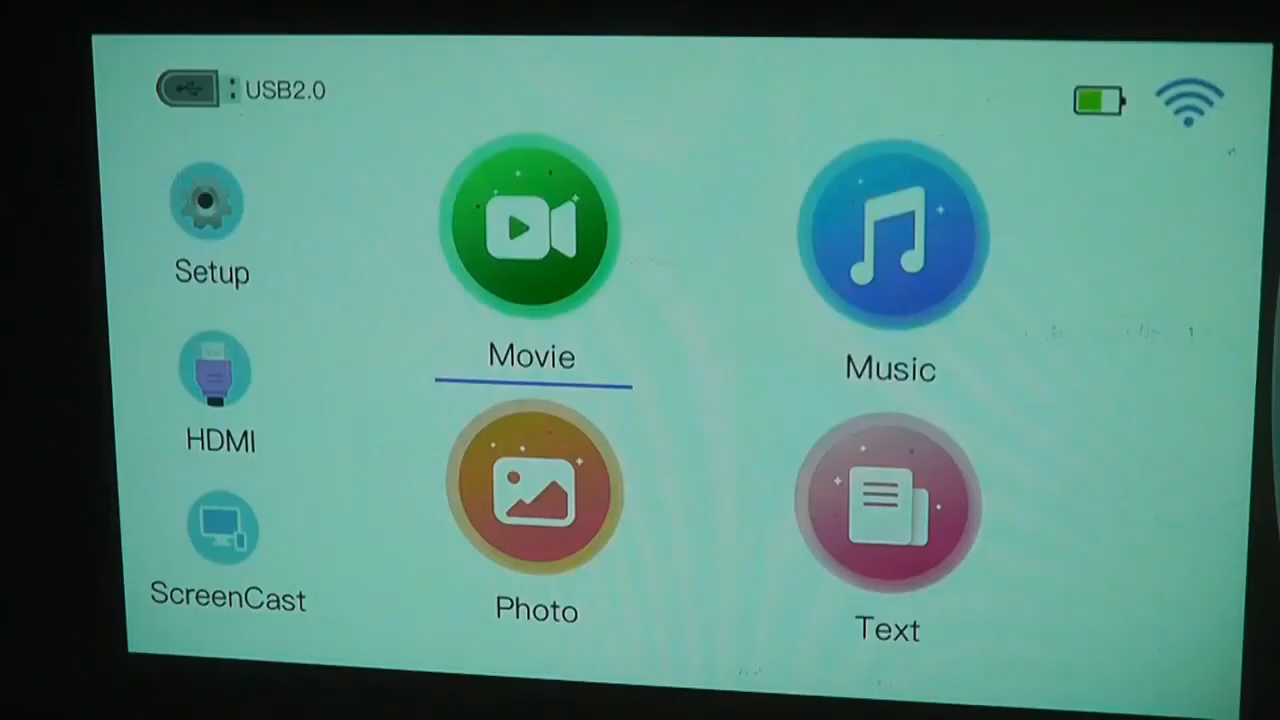 USB2.0
Setup
Movie
Music
HDMI
ScreenCast
Photo
Text